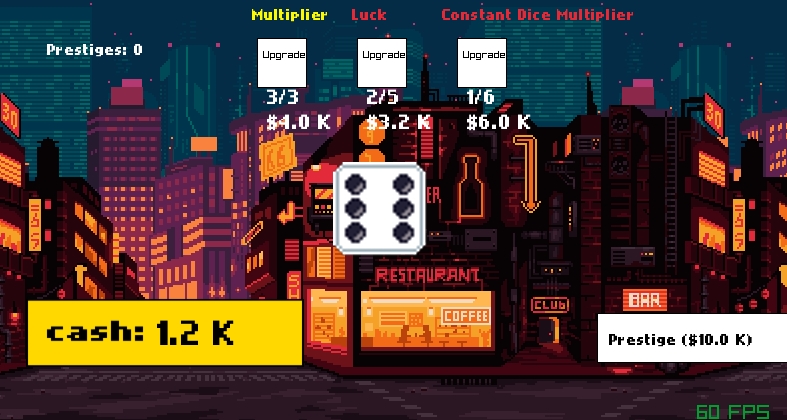 Multiplier Luck Constant Dice Multiplier
Prestiges: 0
Upgrade Upgrade Upgrade
3/3 2/5 1/6
$4.0 K $3.2 K $6.0 K
RESTAURANT
COFFEE
CLUB
BAR
cash: 1.2 K
Prestige ($10.0 K)
60 FPS